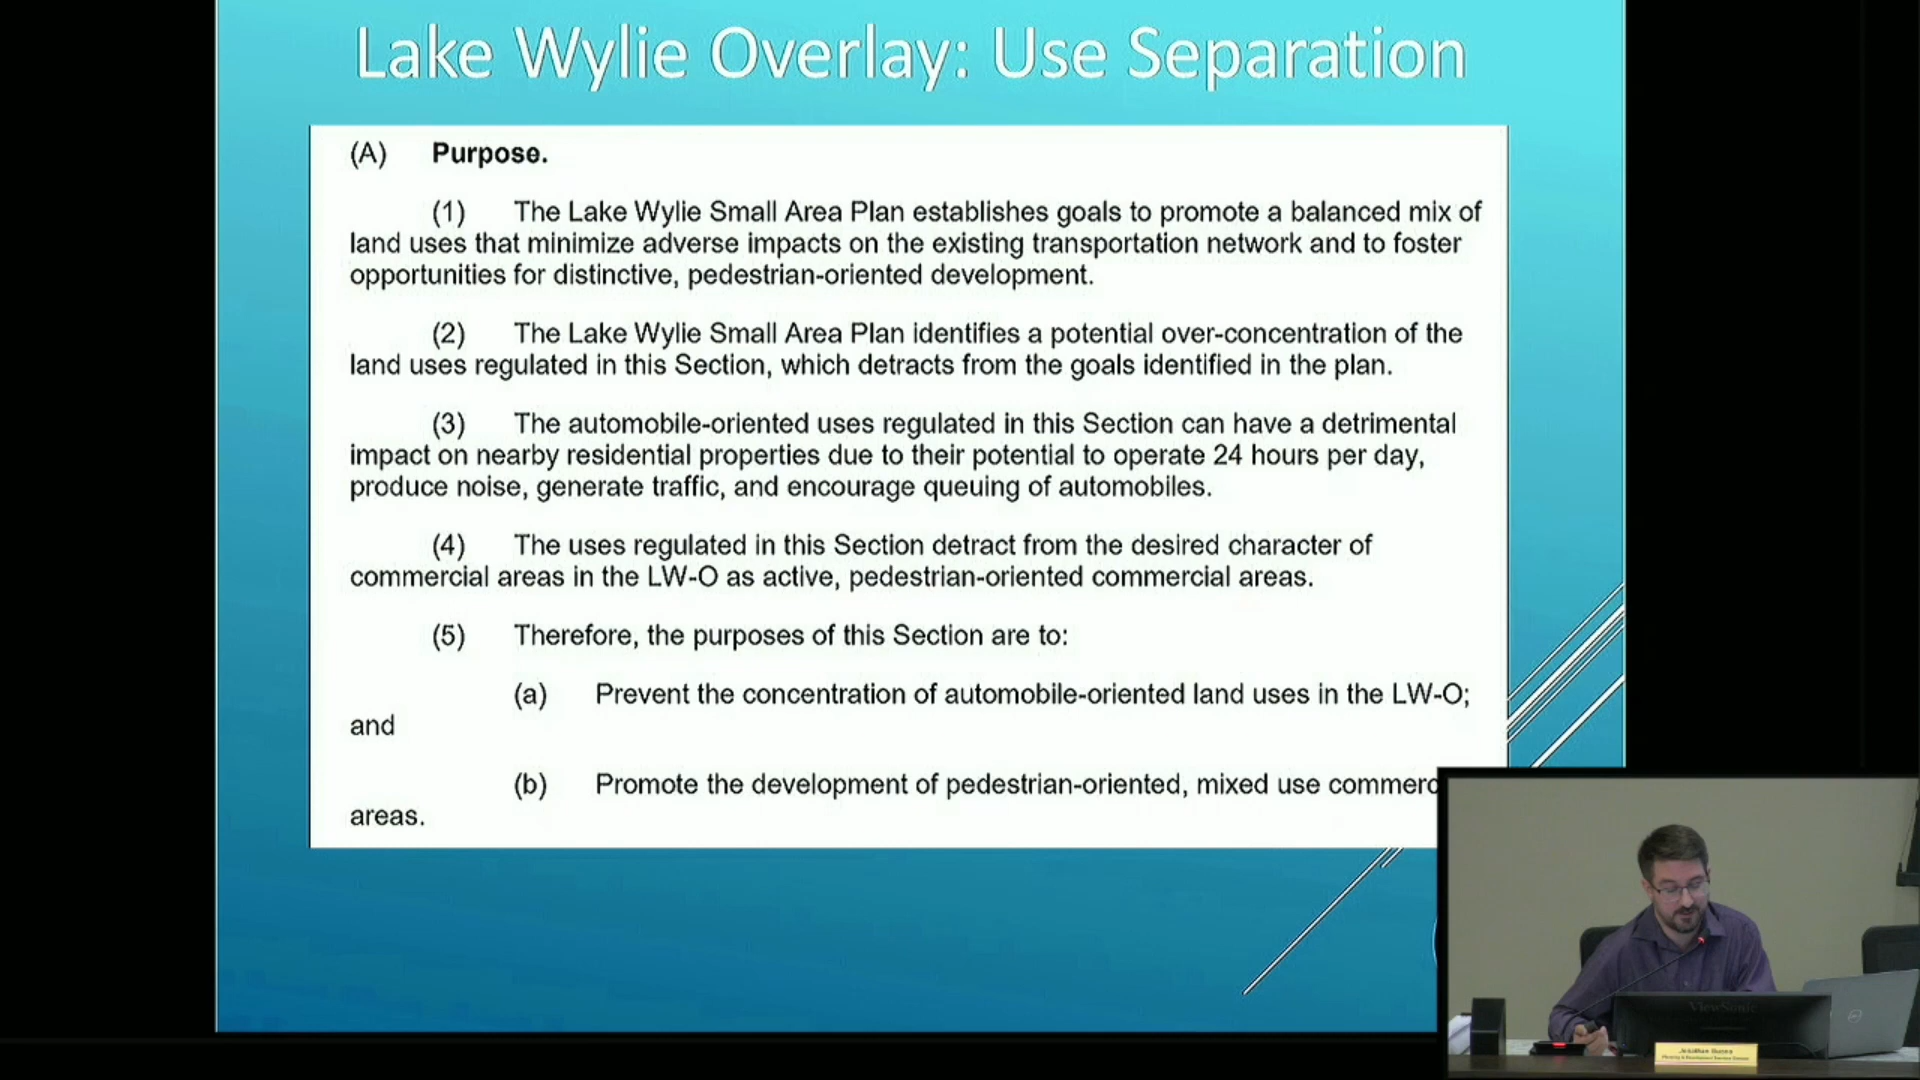 Lake Wylie Overlay: Use Separation
(A) Purpose.
(1) The Lake Wylie Small Area Plan establishes goals to promote a balanced mix of
land uses that minimize adverse impacts on the existing transportation network and to foster
opportunities for distinctive, pedestrian-oriented development.
(2) The Lake Wylie Small Area Plan identifies a potential over-concentration of the
land uses regulated in this Section, which detracts from the goals identified in the plan.
(3) The automobile-oriented uses regulated in this Section can have a detrimental
impact on nearby residential properties due to their potential to operate 24 hours per day,
produce noise, generate traffic, and encourage queuing of automobiles.
(4) The uses regulated in this Section detract from the desired character of
commercial areas in the LW-O as active, pedestrian-oriented commercial areas.
(5) Therefore, the purposes of this Section are to:
(a) Prevent the concentration of automobile-oriented land uses in the LW-O;
and
(b) Promote the development of pedestrian-oriented, mixed use commerc
areas.
ViewSonic